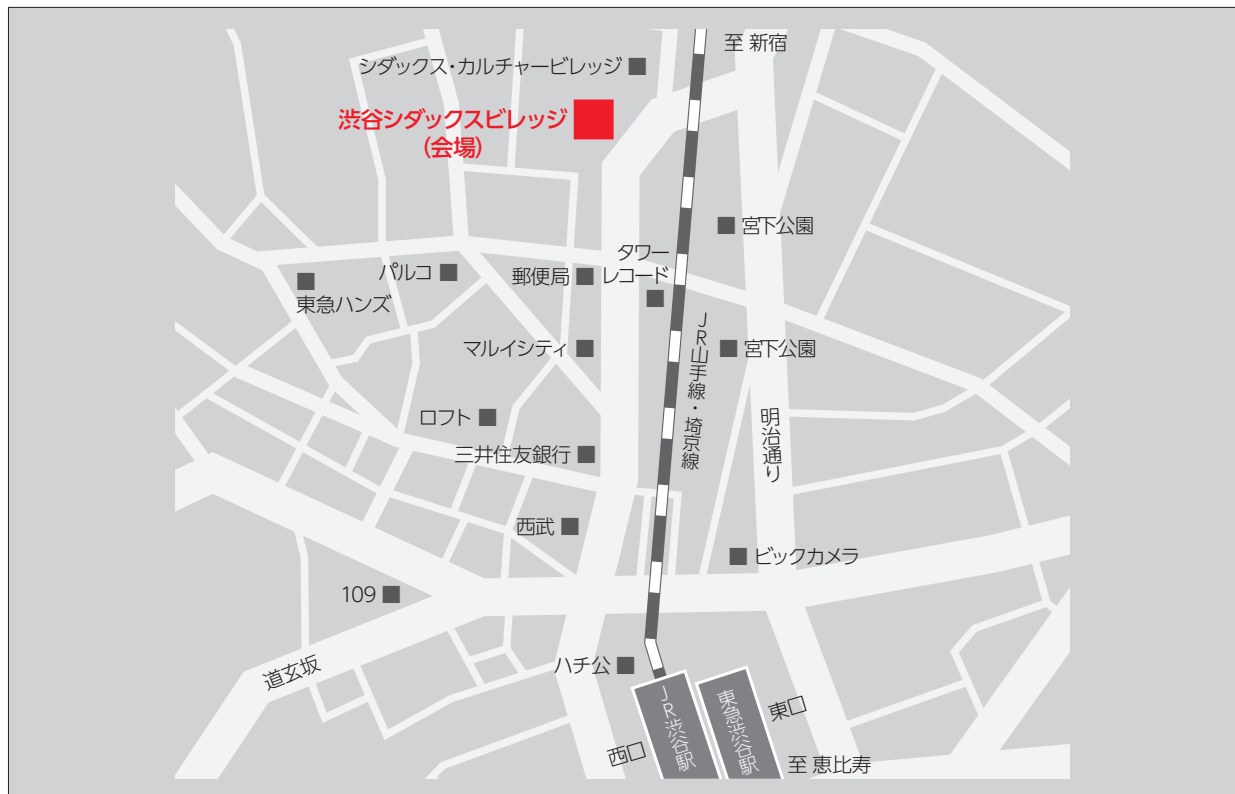 至 新宿
シダックス・カルチャービレッジ
渋谷シダックスビレッジ
(会場)
宮下公園
タワー
レコード
郵便局
パルコ
東急ハンズ
JR山手線・埼京線
マルイシティ
宮下公園
ロフト
明治通り
三井住友銀行
西武
ビックカメラ
109
ハチ公
道玄坂
JR渋谷駅
東急渋谷駅
東口
西口
至 恵比寿